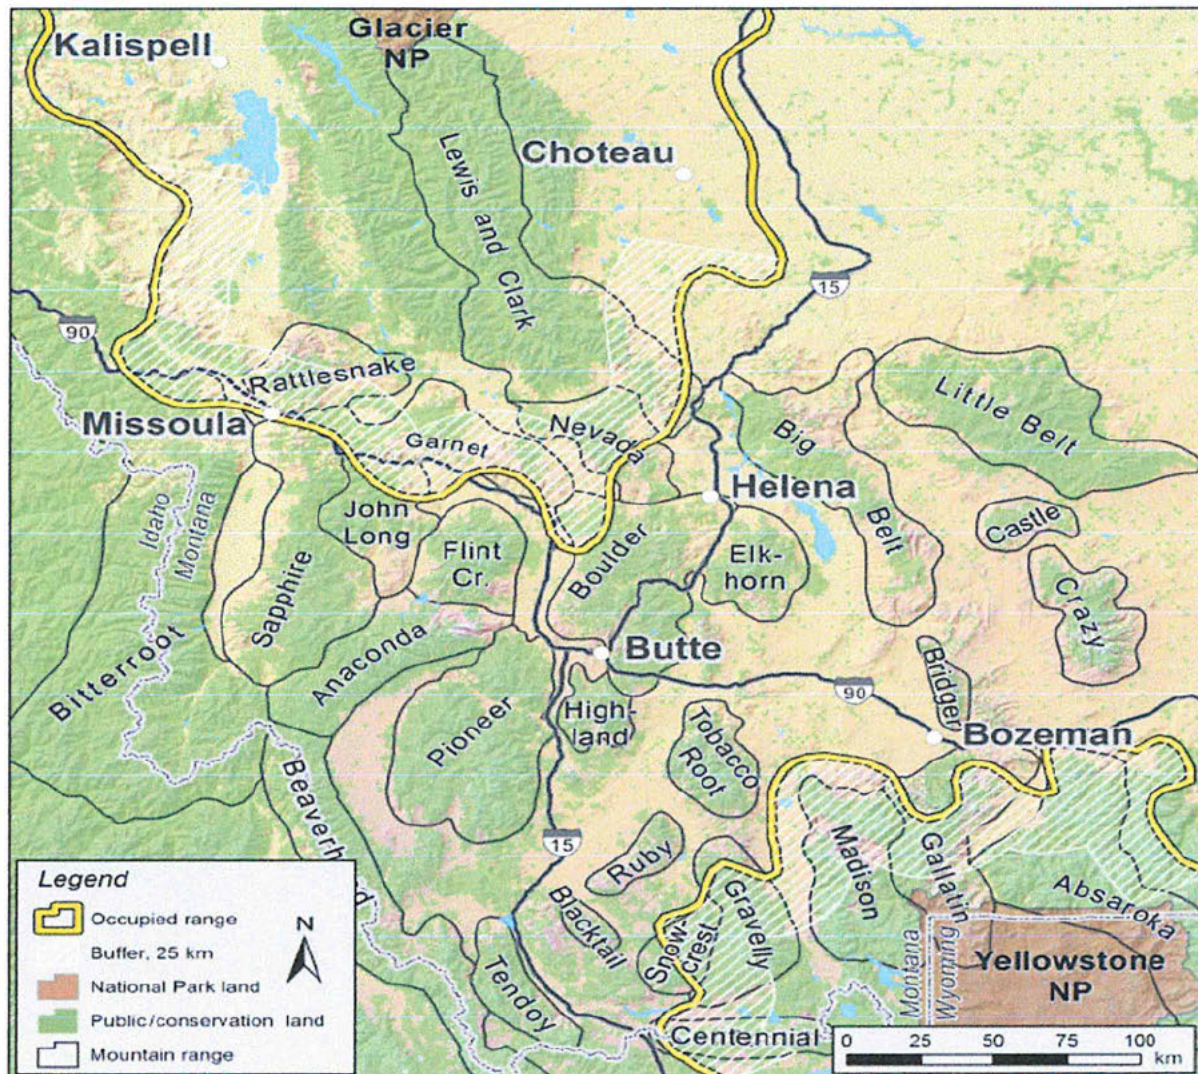 Kalispell
Glacier
NP
Choteau
Lewis and Clark
15
90
Rattlesnake
Missoula
Garnet
Nevada
Big
Belt
Little Belt
Helena
Idaho
Montana
John
Long
Flint
Cr.
Boulder
Elk-
horn
Castle
Crazy
Sapphire
Bitterroot
Anaconda
Butte
Pioneer
High-
land
Tobacco
Root
90
Bridger
Bozeman
Beaverh
d
15
Ruby
Blacktail
Snow-
crest
Gravelly
Madison
Gallatin
Absaroka
Tendoy
Centennial
Montana
Wyoming
Yellowstone
NP
Legend
Occupied range
Buffer, 25 km
National Park land
Public/conservation land
Mountain range
N
0 25 50 75 100
km